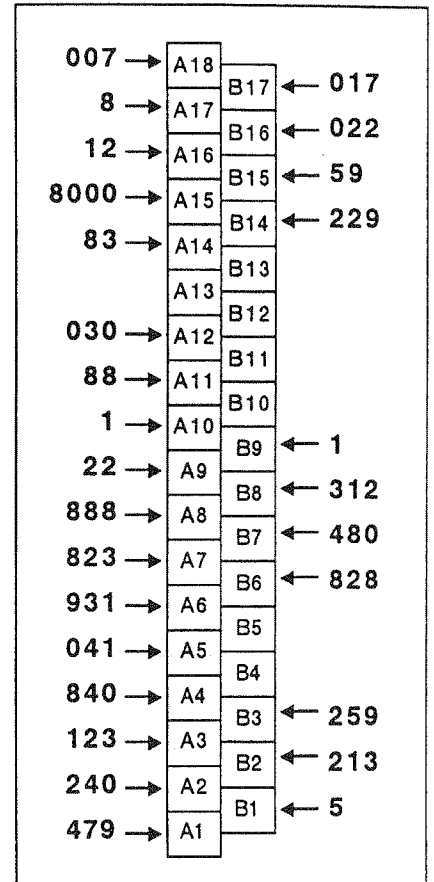 007 → A18
B17 ← 017
8 → A17
B16 ← 022
12 → A16
B15 ← 59
8000 → A15
B14 ← 229
83 → A14
B13
A13
B12
030 → A12
B11
88 → A11
B10
1 → A10
B9 ← 1
22 → A9
B8 ← 312
888 → A8
B7 ← 480
823 → A7
B6 ← 828
931 → A6
B5
041 → A5
B4
840 → A4
B3 ← 259
123 → A3
B2 ← 213
240 → A2
B1 ← 5
479 → A1